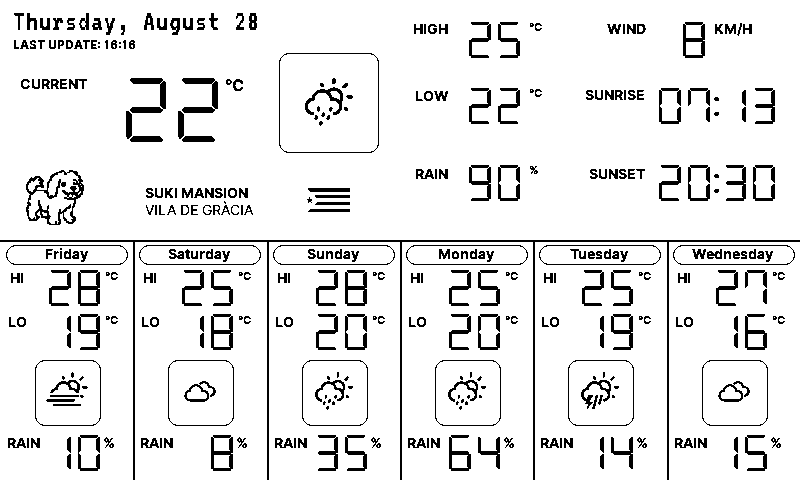 Thursday, August 28
LAST UPDATE: 16:16
CURRENT 22 °C
HIGH 25 °C
LOW 22 °C
RAIN 90 %
WIND 8 KM/H
SUNRISE 07:13
SUNSET 20:30
SUKI MANSION
VILA DE GRÀCIA
Friday
HI 28 °C
LO 19 °C
RAIN 10 %
Saturday
HI 25 °C
LO 18 °C
RAIN 8 %
Sunday
HI 28 °C
LO 20 °C
RAIN 35 %
Monday
HI 25 °C
LO 20 °C
RAIN 64 %
Tuesday
HI 25 °C
LO 19 °C
RAIN 14 %
Wednesday
HI 27 °C
LO 16 °C
RAIN 15 %